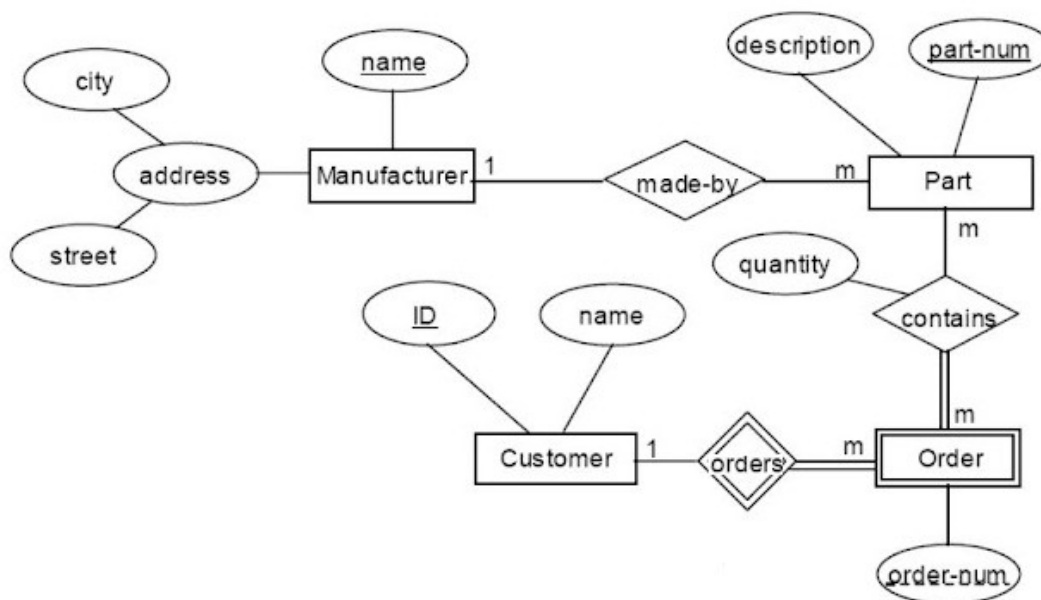 description
part-num
name
city
address
Manufacturer
1
made-by
m
Part
street
m
quantity
ID
name
contains
m
Customer
1
orders
m
Order
order-num